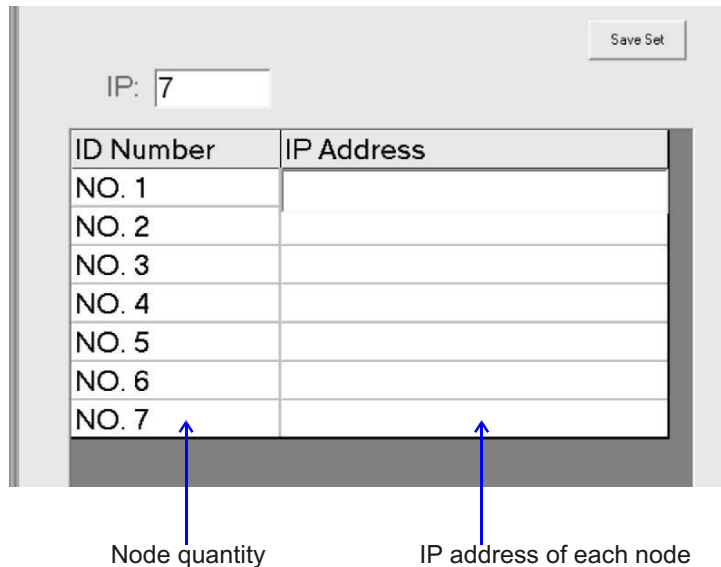 Save Set
IP: 7
ID Number IP Address
NO. 1
NO. 2
NO. 3
NO. 4
NO. 5
NO. 6
NO. 7
Node quantity IP address of each node